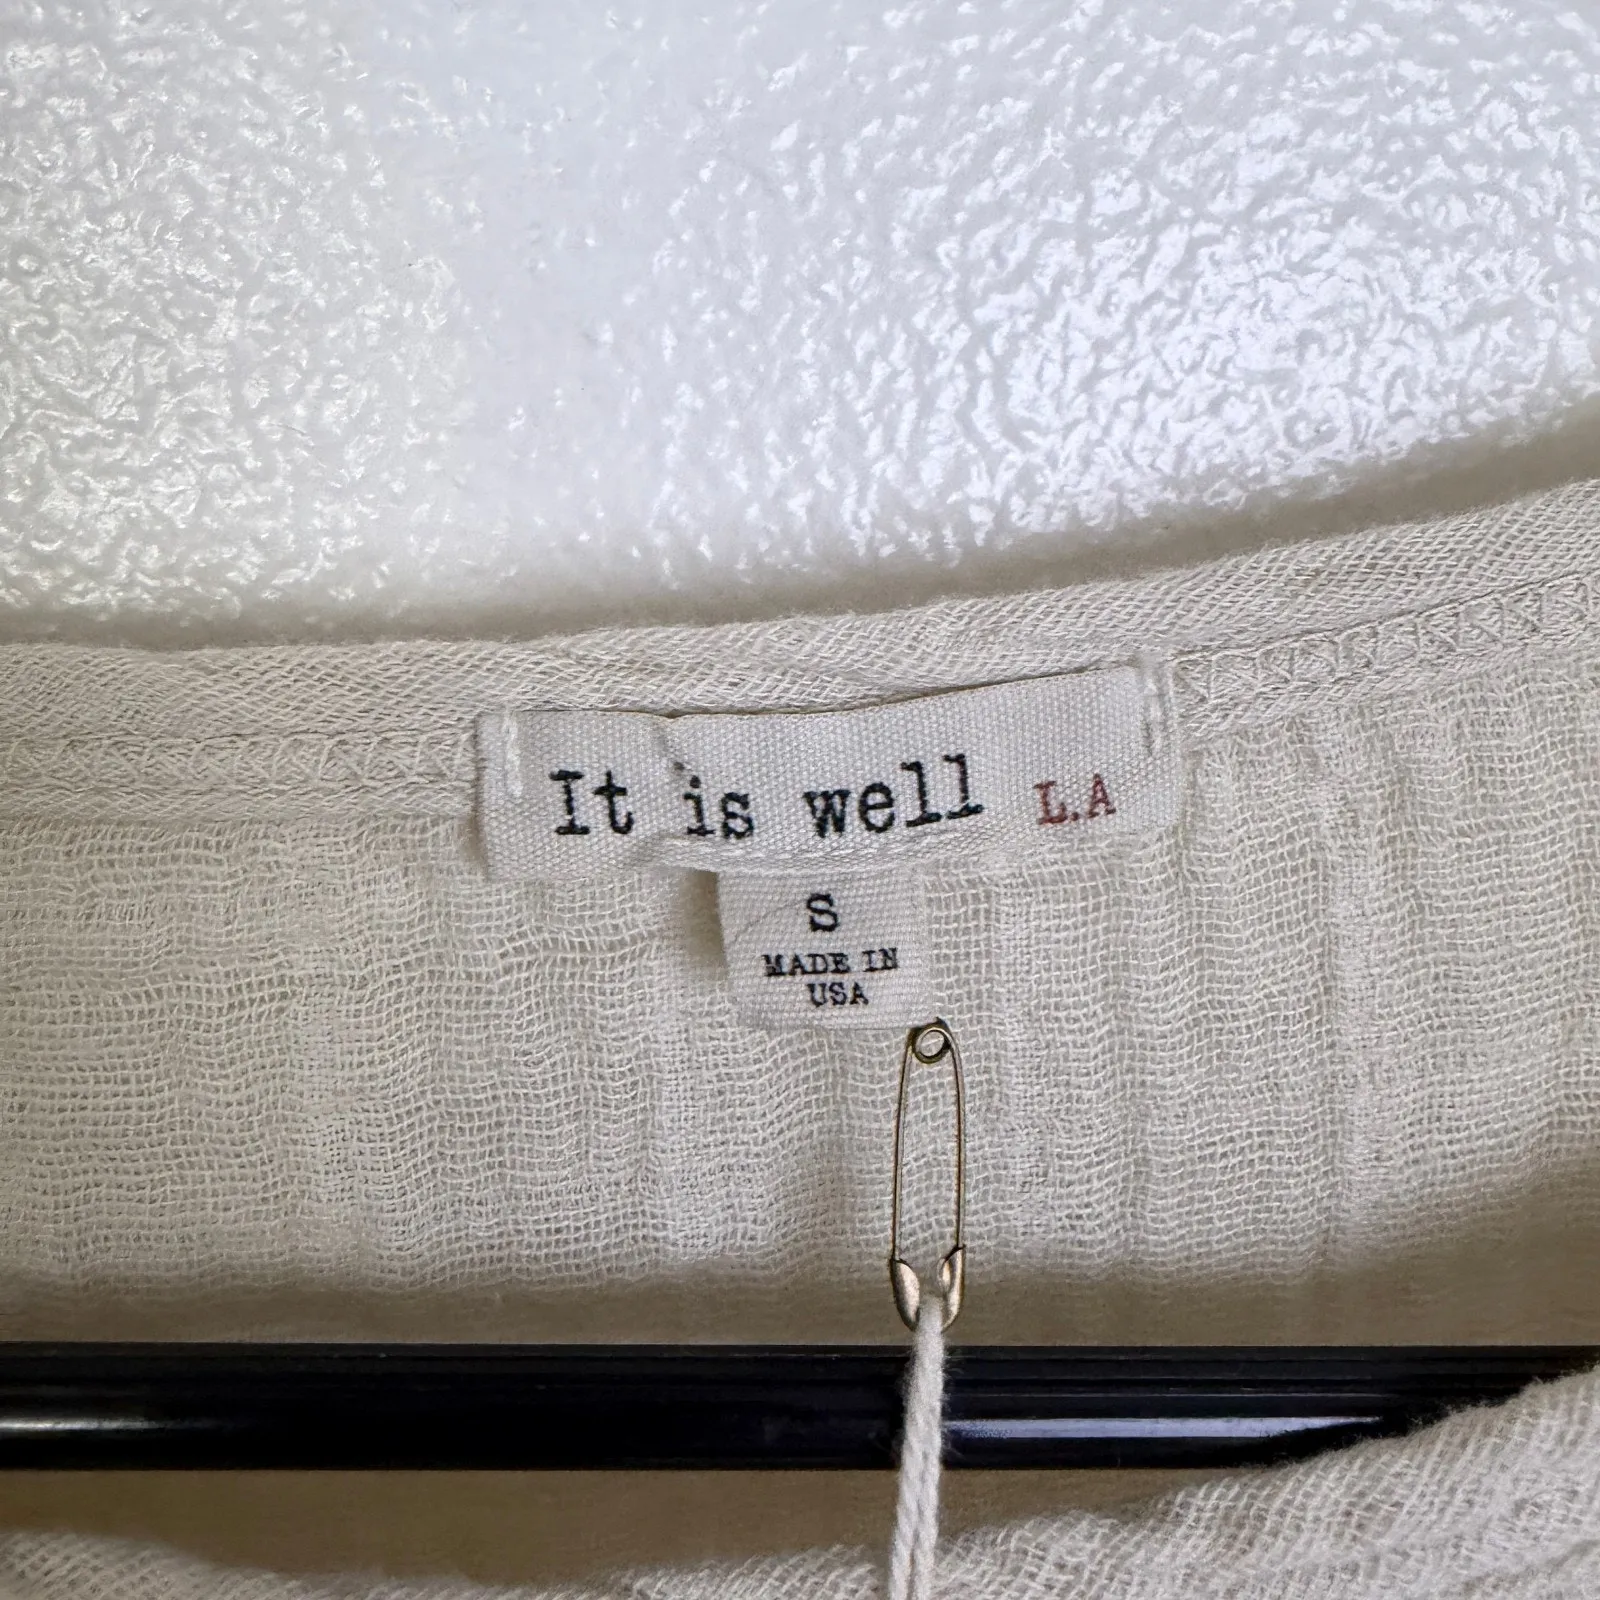 It is well L.A
S
MADE IN
USA